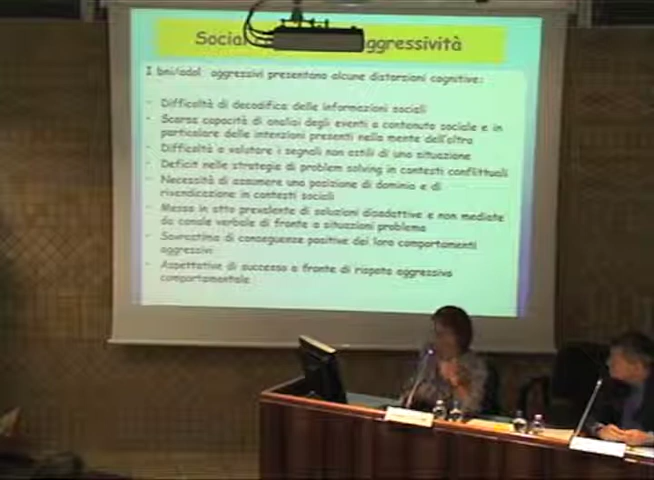 Social aggressività
I bni/adol. aggressivi presentano alcune distorsioni cognitive:
- Difficoltà di decodifica delle informazioni sociali
- Scarsa capacità di analisi degli eventi a contenuto sociale e in
particolare delle intenzioni presenti nella mente dell'altro
- Difficoltà a valutare i segnali non ostili di una situazione
- Deficit nelle strategie di problem solving in contesti conflittuali
- Necessità di assumere una posizione di dominio e di
rivendicazione in contesti sociali
- Messa in atto prevalente di soluzioni disadattive e non mediate
da canale verbale di fronte a situazioni problema
- Sovrastima di conseguenze positive dei loro comportamenti
aggressivi
- Aspettative di successo a fronte di risposta aggressiva
comportamentale